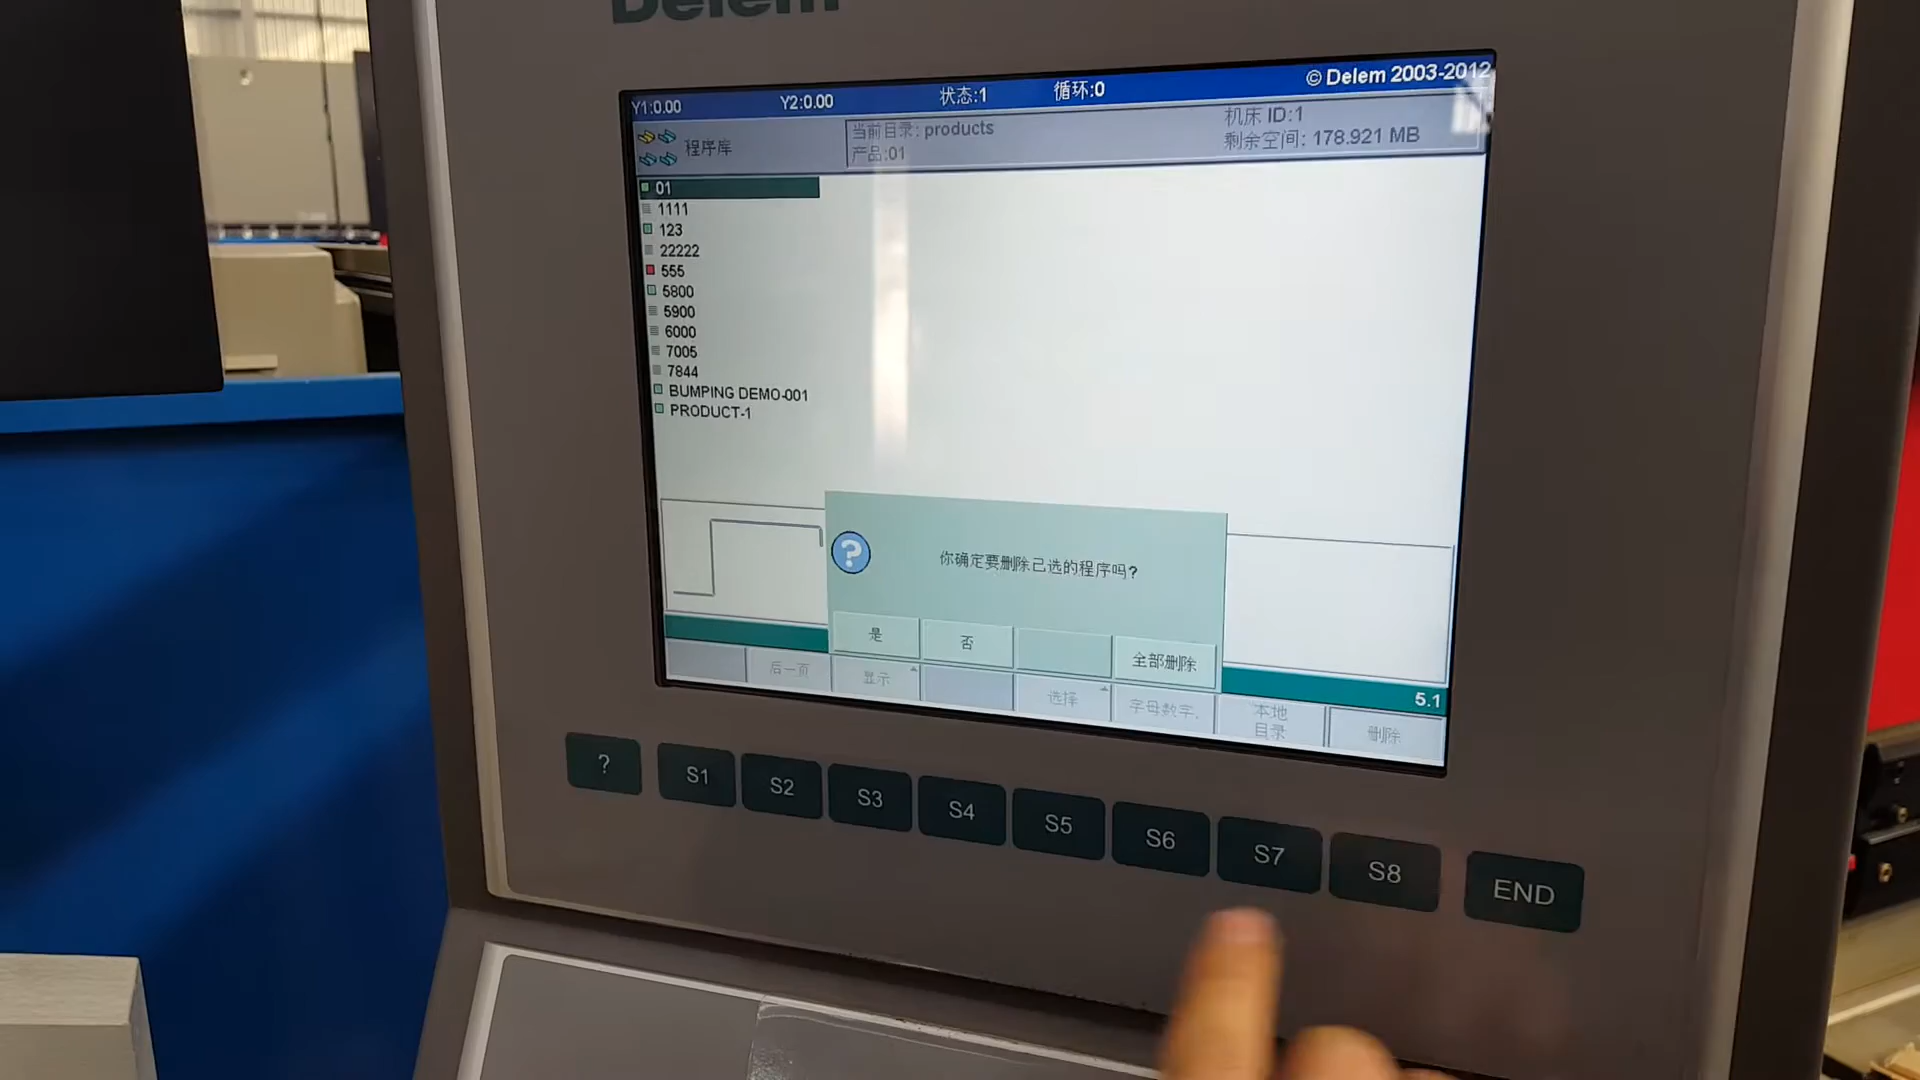 Delem
Y1:0.00 Y2:0.00 状态:1 循环:0 © Delem 2003-2012
程序库
当前目录: products
产品:01
机床 ID:1
剩余空间: 178.921 MB
01
1111
123
22222
555
5800
5900
6000
7005
7844
BUMPING DEMO-001
PRODUCT-1
?
你确定要删除己选的程序吗?
是 否 全部删除
5.1
后一页 显示 选择 字母数字, 本地目录 删除
? S1 S2 S3 S4 S5 S6 S7 S8 END